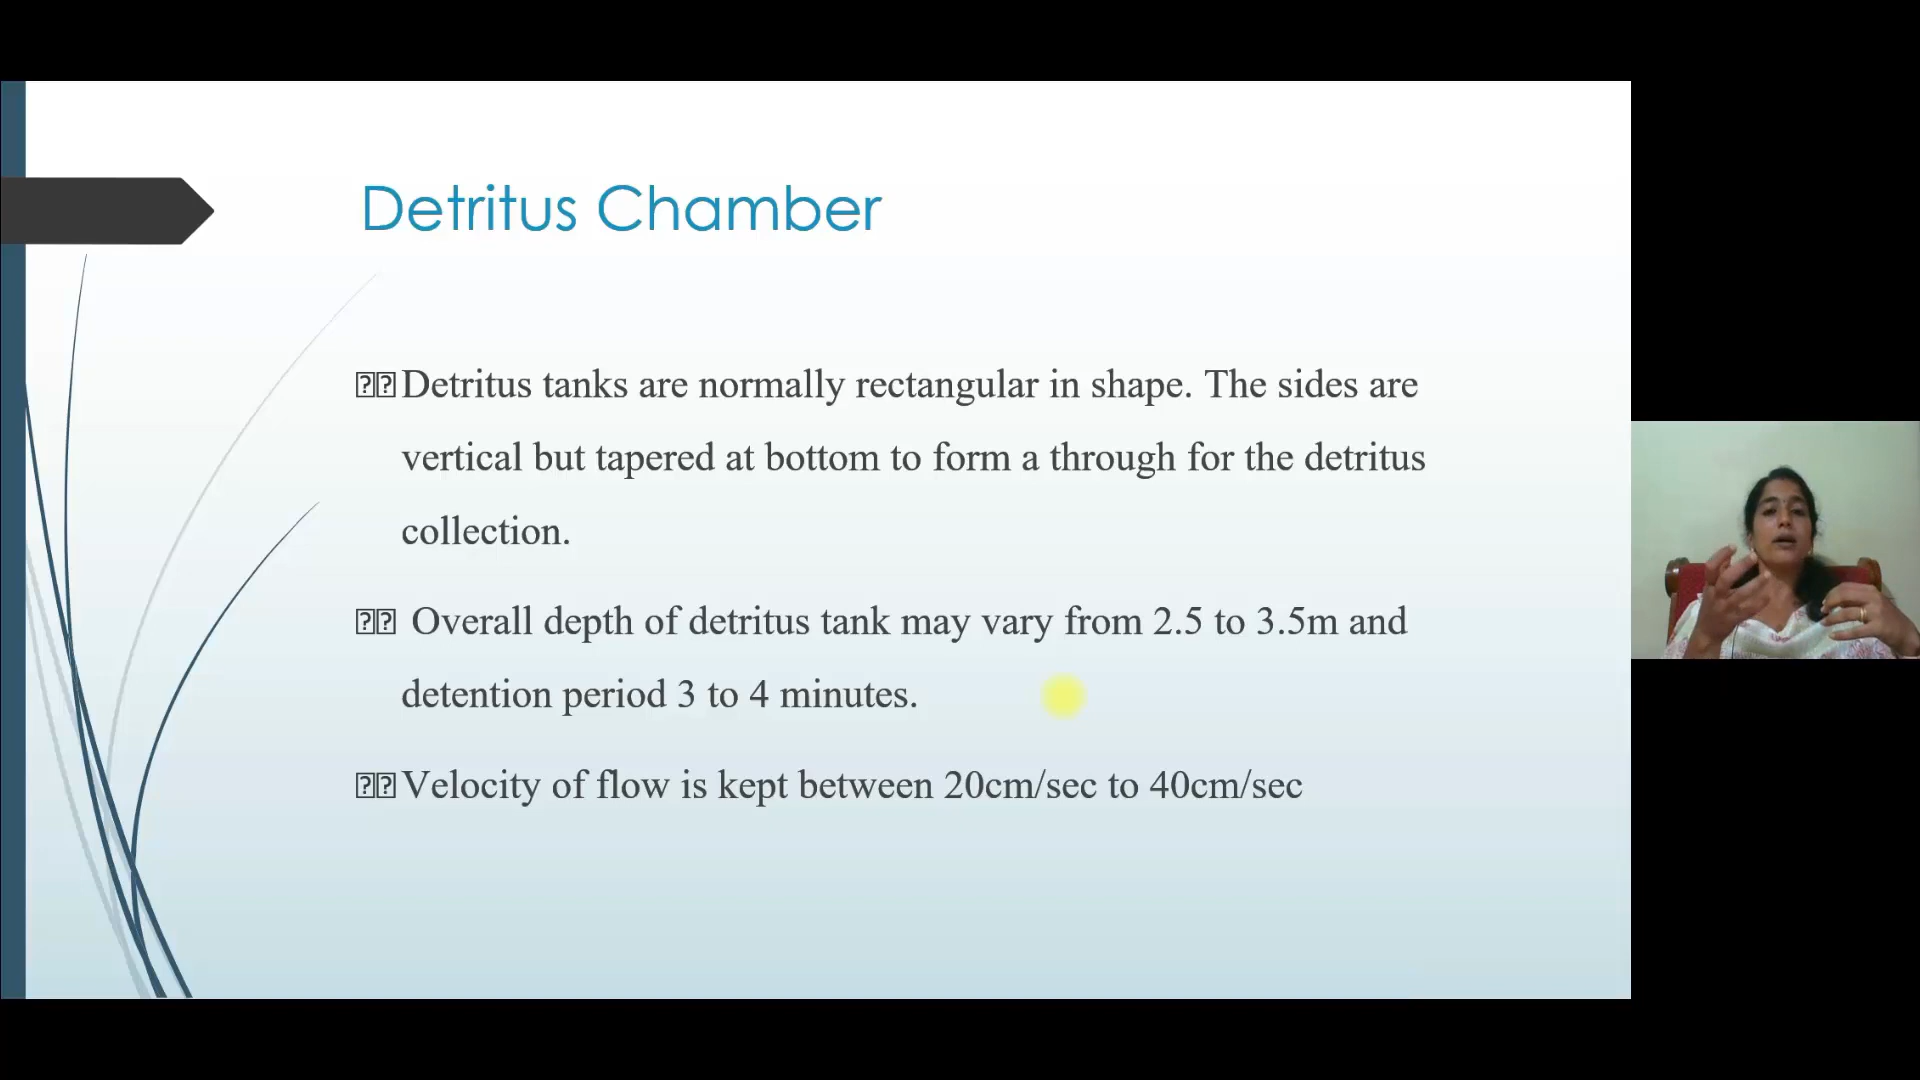 Detritus Chamber
Detritus tanks are normally rectangular in shape. The sides are
vertical but tapered at bottom to form a through for the detritus
collection.
Overall depth of detritus tank may vary from 2.5 to 3.5m and
detention period 3 to 4 minutes.
Velocity of flow is kept between 20cm/sec to 40cm/sec